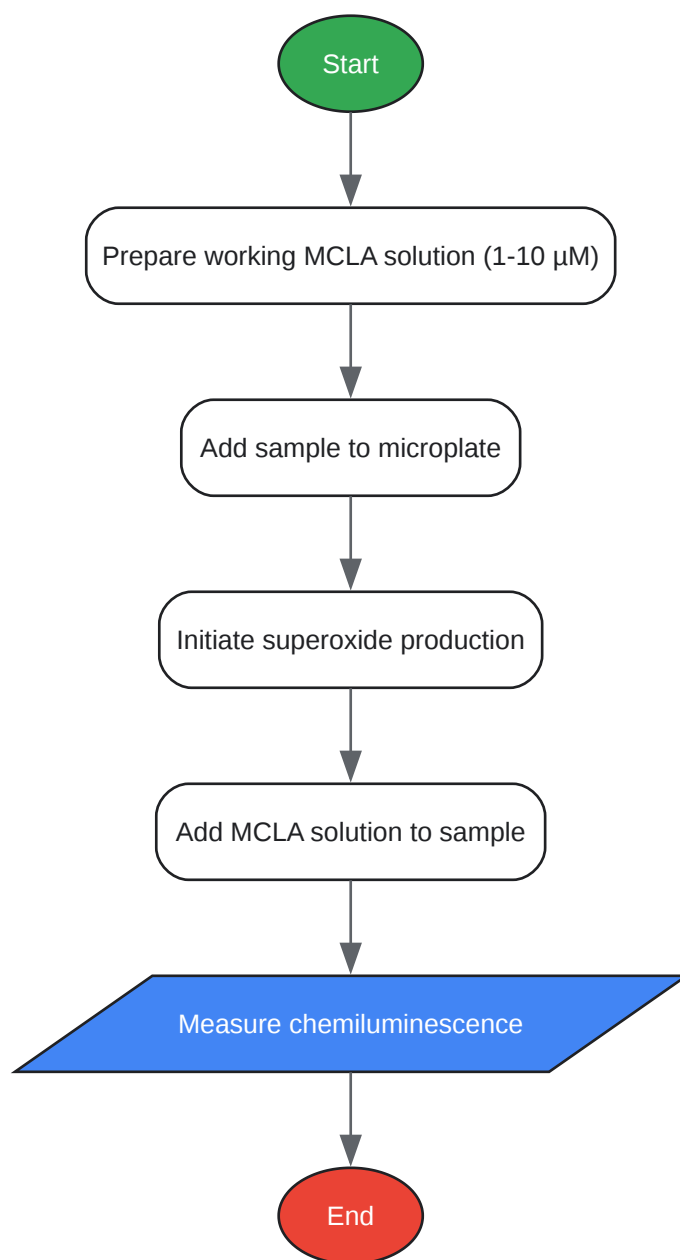 Start
Prepare working MCLA solution (1-10 µM)
Add sample to microplate
Initiate superoxide production
Add MCLA solution to sample
Measure chemiluminescence
End